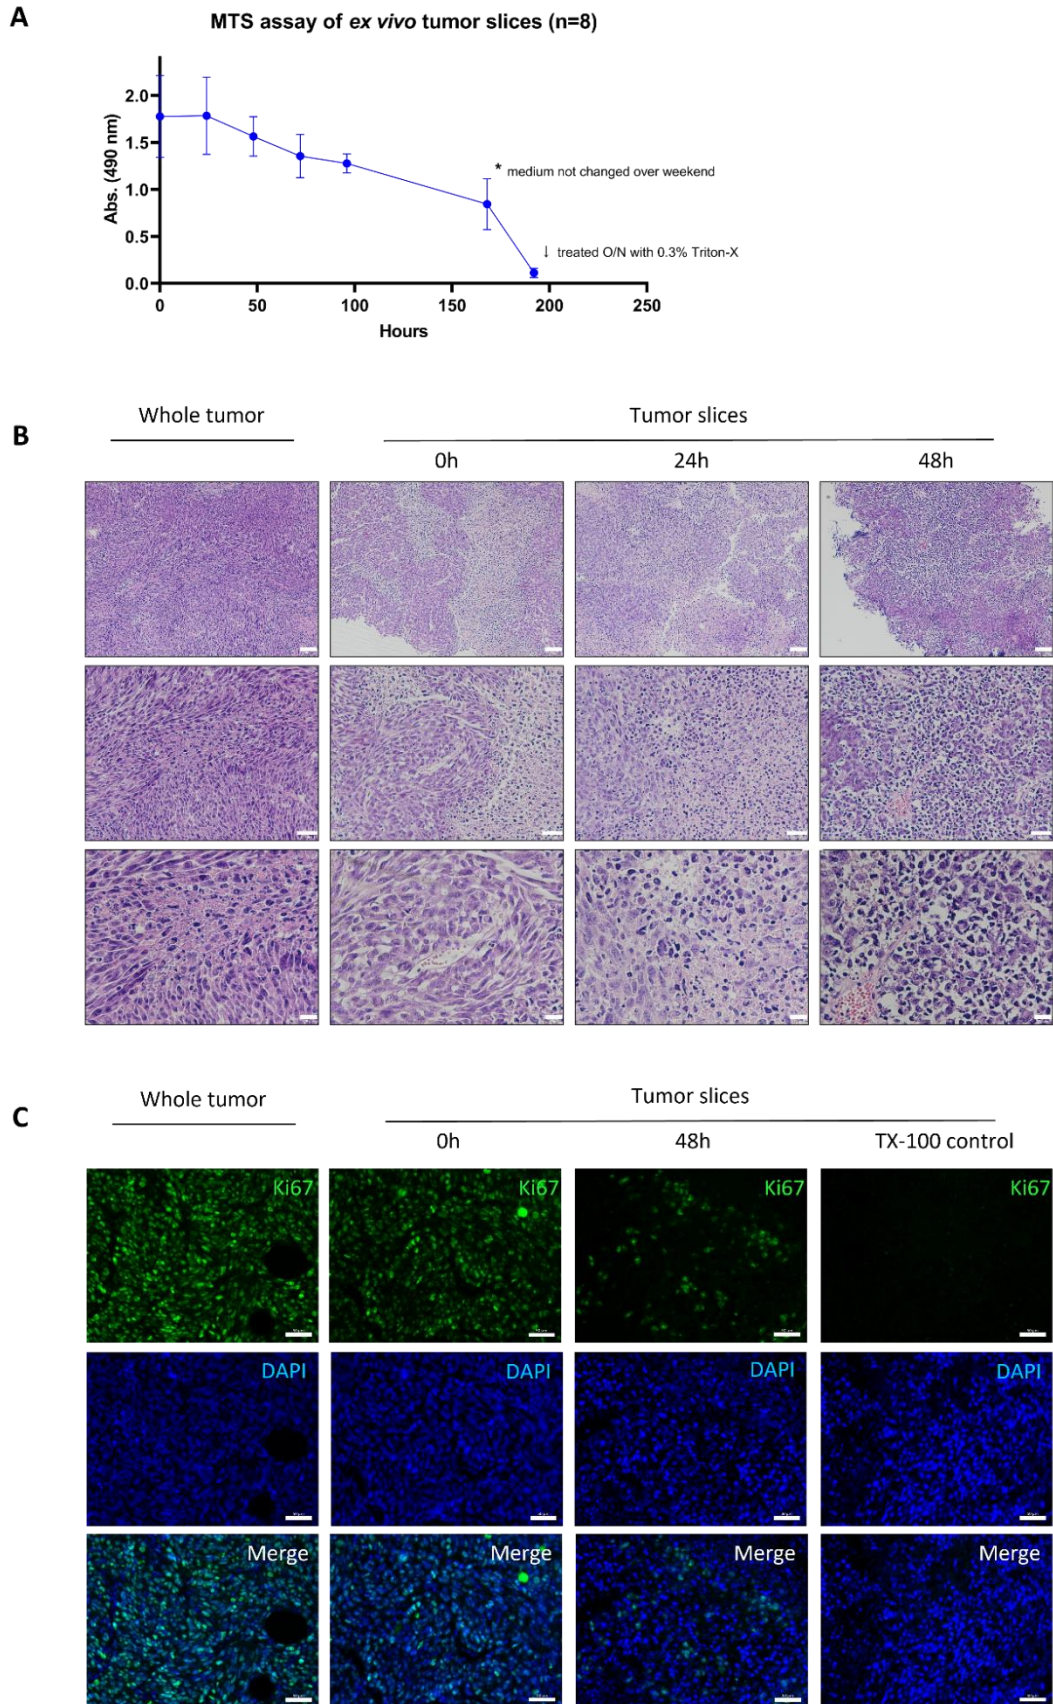 A
MTS assay of ex vivo tumor slices (n=8)
Abs. (490 nm)
2.0
1.5
1.0
0.5
0.0
* medium not changed over weekend
↓ treated O/N with 0.3% Triton-X
0 50 100 150 200 250
Hours
B
Whole tumor
Tumor slices
0h 24h 48h
C
Whole tumor
Tumor slices
0h 48h TX-100 control
Ki67 Ki67 Ki67 Ki67
DAPI DAPI DAPI DAPI
Merge Merge Merge Merge